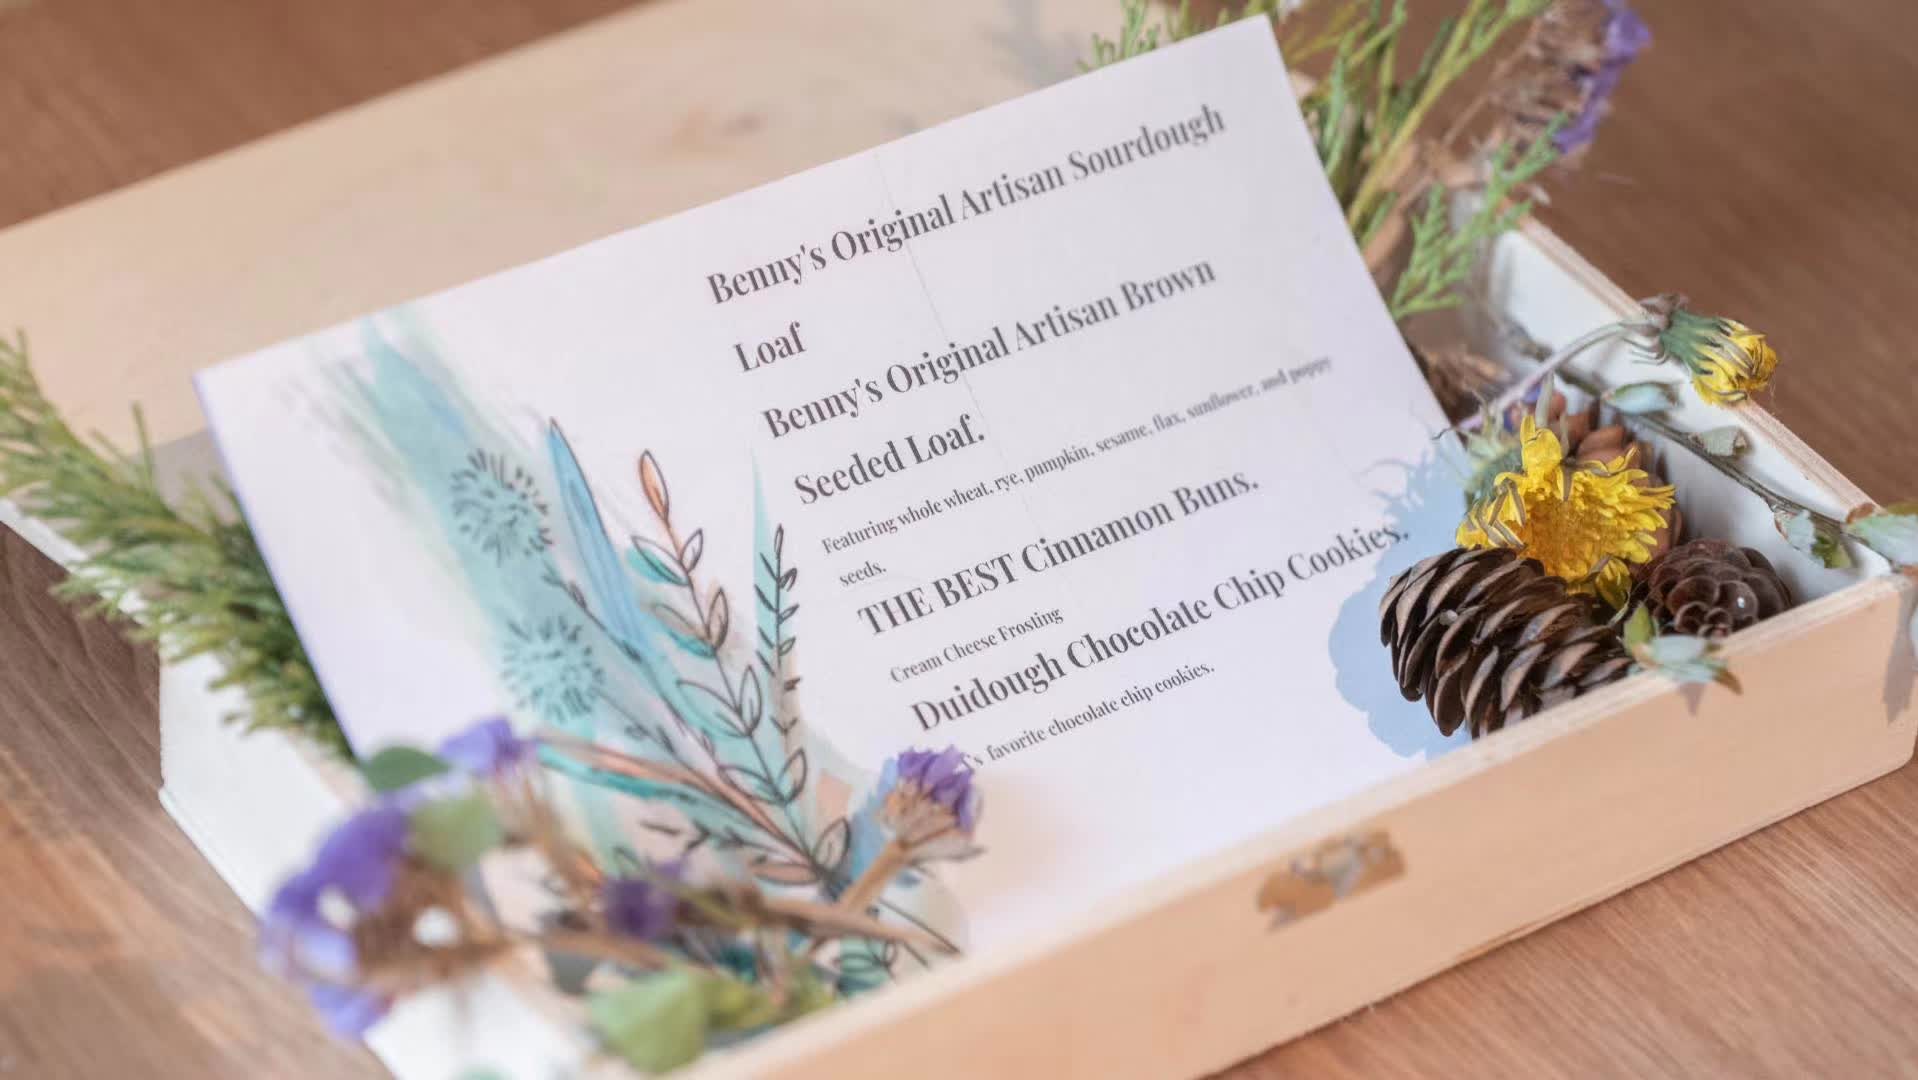 Benny's Original Artisan Sourdough
Loaf
Benny's Original Artisan Brown
Seeded Loaf.
Featuring whole wheat, rye, pumpkin, sesame, flax, sunflower, and poppy
seeds.
THE BEST Cinnamon Buns.
Cream Cheese Frosting
Duidough Chocolate Chip Cookies.
favorite chocolate chip cookies.